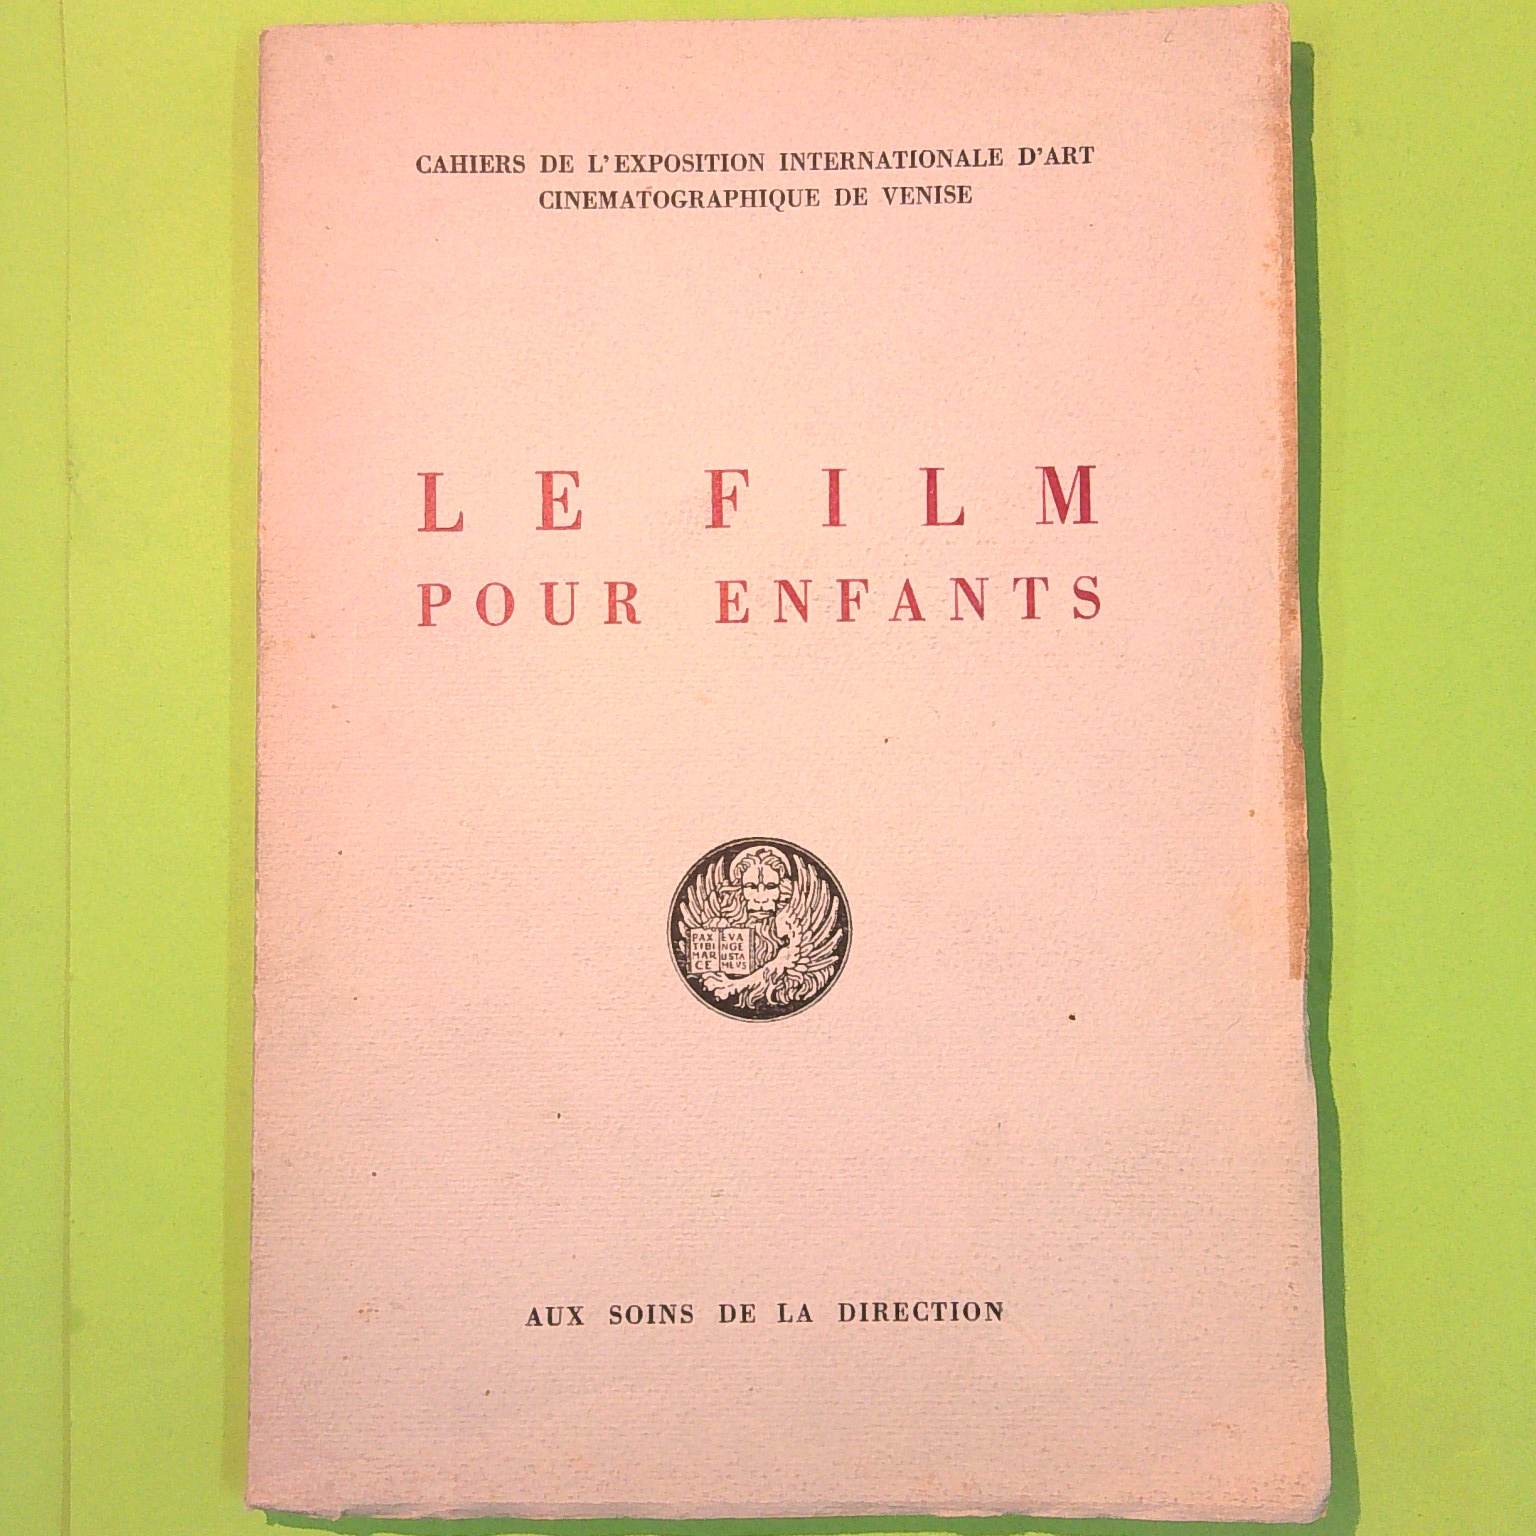 CAHIERS DE L'EXPOSITION INTERNATIONALE D'ART
CINEMATOGRAPHIQUE DE VENISE
LE FILM
POUR ENFANTS
PAX EVA
TIBI NGE
MAR LISTA
CE MEUS
AUX SOINS DE LA DIRECTION